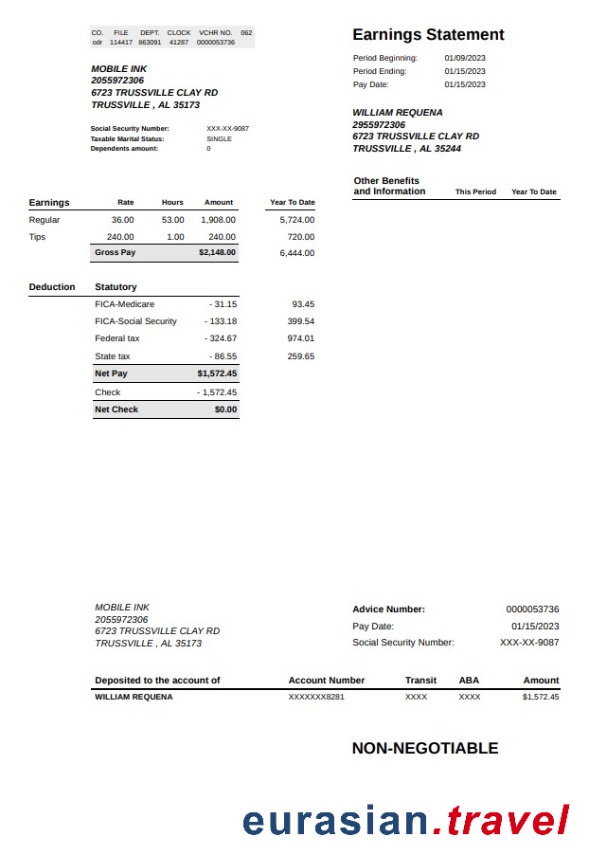 CO. FILE DEPT. CLOCK VCHR NO. 062
odr 114417 863091 41287 0000053736
MOBILE INK
2055972306
6723 TRUSSVILLE CLAY RD
TRUSSVILLE , AL 35173
Social Security Number: XXX-XX-9087
Taxable Marital Status: SINGLE
Dependents amount: 0
Earnings Statement
Period Beginning: 01/09/2023
Period Ending: 01/15/2023
Pay Date: 01/15/2023
WILLIAM REQUENA
2955972306
6723 TRUSSVILLE CLAY RD
TRUSSVILLE , AL 35244
Other Benefits
and Information This Period Year To Date
Earnings Rate Hours Amount Year To Date
Regular 36.00 53.00 1,908.00 5,724.00
Tips 240.00 1.00 240.00 720.00
Gross Pay $2,148.00 6,444.00
Deduction Statutory
FICA-Medicare - 31.15 93.45
FICA-Social Security - 133.18 399.54
Federal tax - 324.67 974.01
State tax - 86.55 259.65
Net Pay $1,572.45
Check - 1,572.45
Net Check $0.00
MOBILE INK
2055972306
6723 TRUSSVILLE CLAY RD
TRUSSVILLE , AL 35173
Advice Number: 0000053736
Pay Date: 01/15/2023
Social Security Number: XXX-XX-9087
Deposited to the account of Account Number Transit ABA Amount
WILLIAM REQUENA XXXXXXX8281 XXXX XXXX $1,572.45
NON-NEGOTIABLE
eurasian.travel